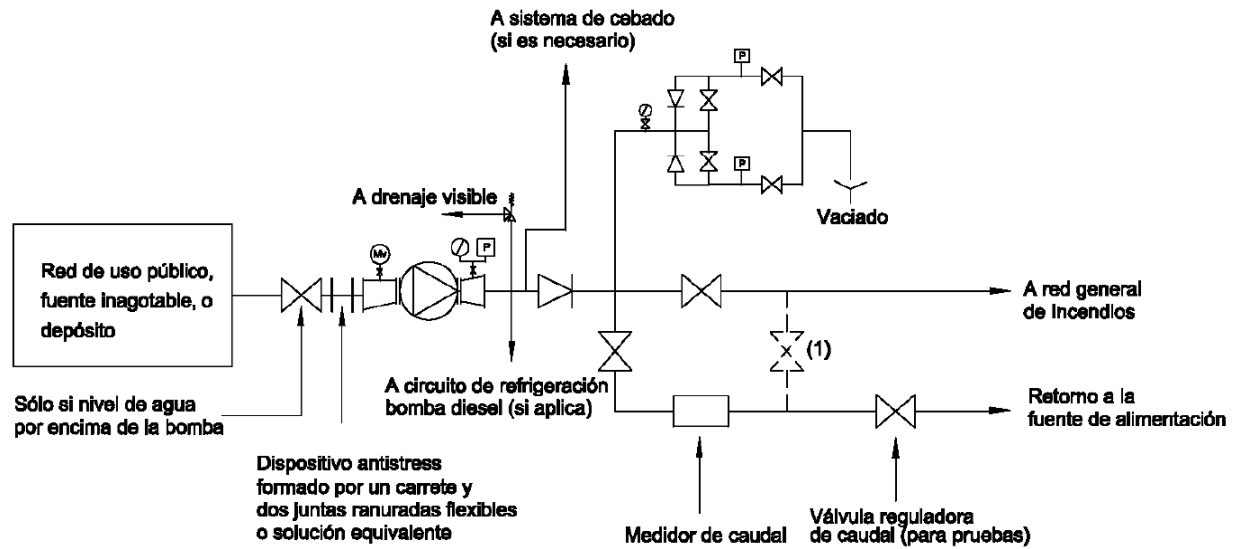 A sistema de cebado
(si es necesario)
P
P
Vaciado
A drenaje visible
Mv
P
Red de uso público,
fuente inagotable, o
depósito
A red general
de incendios
(1)
A circuito de refrigeración
bomba diesel (si aplica)
Sólo si nivel de agua
por encima de la bomba
Retorno a la
fuente de alimentación
Dispositivo antistress
formado por un carrete y
dos juntas ranuradas flexibles
o solución equivalente
Medidor de caudal
Válvula reguladora
de caudal (para pruebas)